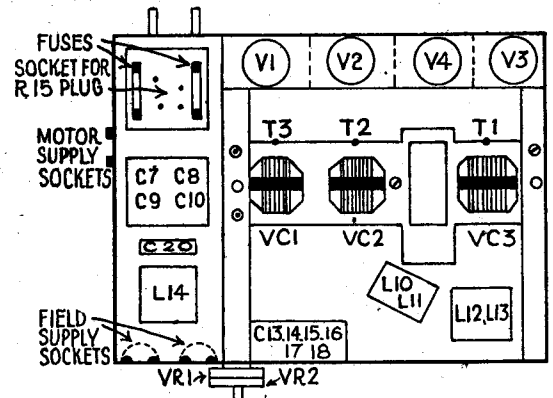 FUSES
SOCKET FOR
R15 PLUG
V1
V2
V4
V3
MOTOR
SUPPLY
SOCKETS
T3
T2
T1
C7 C8
C9 C10
VC1
VC2
VC3
C20
L14
L10
L11
L12,L13
FIELD
SUPPLY
SOCKETS
C13,14,15,16
17 18
VR1
VR2